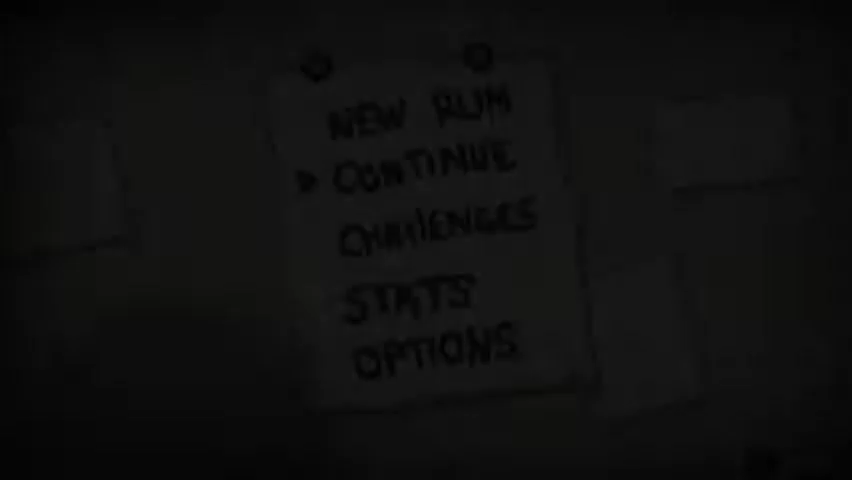 NEW RUN
CONTINUE
CHALLENGES
STATS
OPTIONS